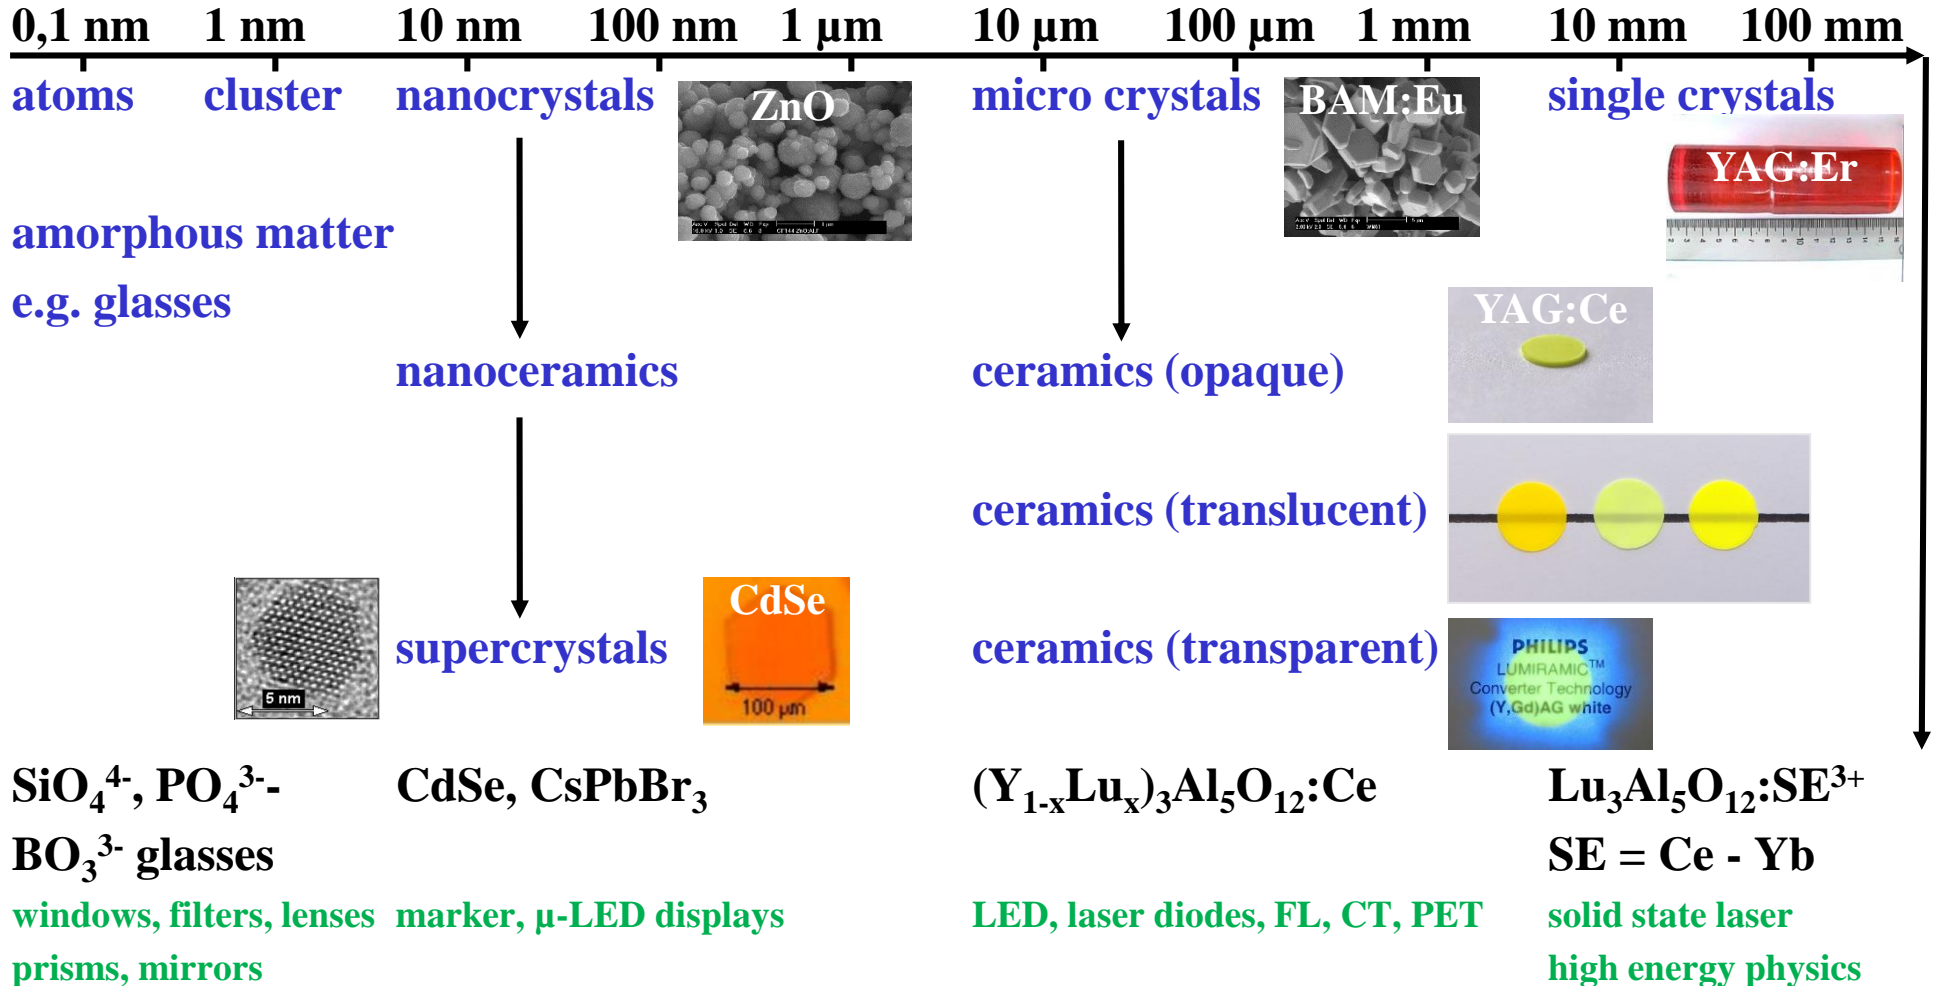 0,1 nm 1 nm 10 nm 100 nm 1 µm 10 µm 100 µm 1 mm 10 mm 100 mm
atoms cluster nanocrystals micro crystals single crystals
ZnO
BAM:Eu
YAG:Er
amorphous matter
e.g. glasses
YAG:Ce
nanoceramics ceramics (opaque)
ceramics (translucent)
CdSe
supercrystals ceramics (transparent)
5 nm
100 µm
PHILIPS
LUMIRAMIC™
Converter Technology
(Y,Gd)AG white
SiO₄⁴⁻, PO₄³⁻- CdSe, CsPbBr₃ (Y₁₋ₓLuₓ)₃Al₅O₁₂:Ce Lu₃Al₅O₁₂:SE³⁺
BO₃³⁻ glasses SE = Ce - Yb
windows, filters, lenses marker, µ-LED displays LED, laser diodes, FL, CT, PET solid state laser
prisms, mirrors high energy physics